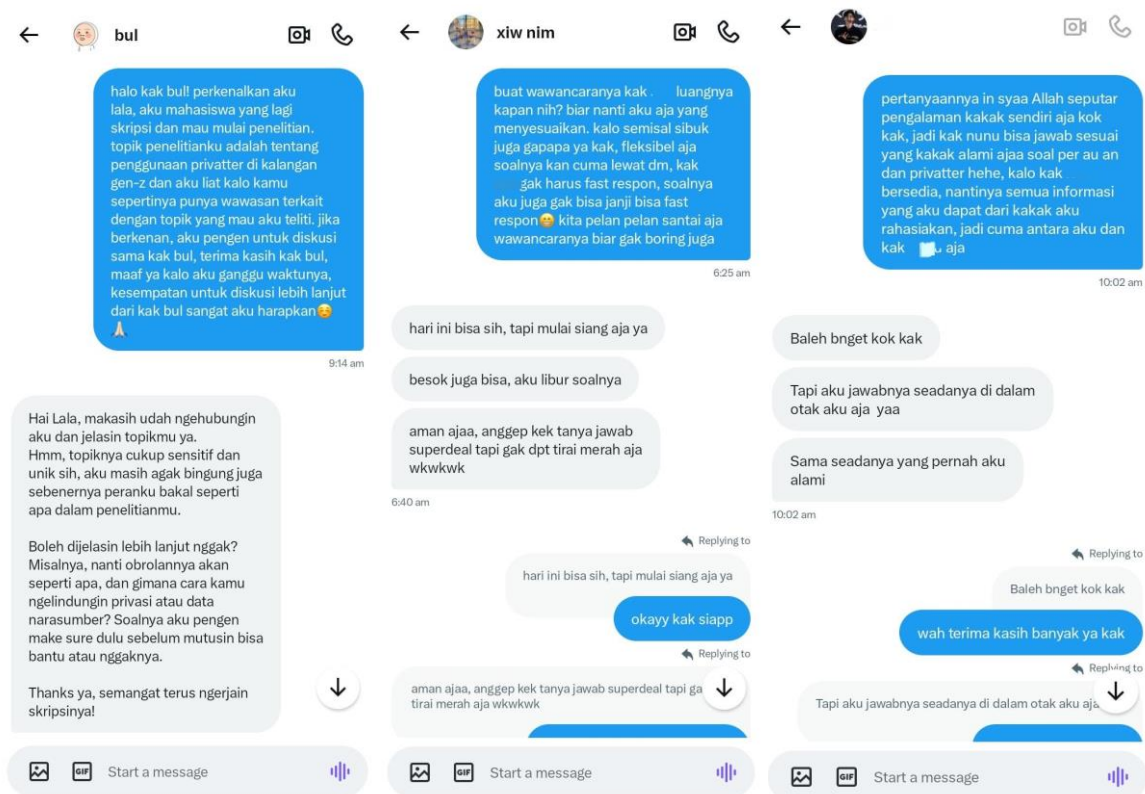 bul
halo kak bul! perkenalkan aku
lala, aku mahasiswa yang lagi
skripsi dan mau mulai penelitian.
topik penelitianku adalah tentang
penggunaan privatter di kalangan
gen-z dan aku liat kalo kamu
sepertinya punya wawasan terkait
dengan topik yang mau aku teliti. jika
berkenan, aku pengen untuk diskusi
sama kak bul, terima kasih kak bul,
maaf ya kalo aku ganggu waktunya,
kesempatan untuk diskusi lebih lanjut
dari kak bul sangat aku harapkan☺️
🙏🏻
9:14 am
Hai Lala, makasih udah ngehubungin
aku dan jelasin topikmu ya.
Hmm, topiknya cukup sensitif dan
unik sih, aku masih agak bingung juga
sebenernya peranku bakal seperti
apa dalam penelitianmu.
Boleh dijelasin lebih lanjut nggak?
Misalnya, nanti obrolannya akan
seperti apa, dan gimana cara kamu
ngelindungin privasi atau data
narasumber? Soalnya aku pengen
make sure dulu sebelum mutusin bisa
bantu atau nggaknya.
Thanks ya, semangat terus ngerjain
skripsinya!
GIF Start a message
xiw nim
buat wawancaranya kak . luangnya
kapan nih? biar nanti aku aja yang
menyesuaikan. kalo semisal sibuk
juga gapapa ya kak, fleksibel aja
soalnya kan cuma lewat dm, kak
gak harus fast respon, soalnya
aku juga gak bisa janji bisa fast
respon🤭 kita pelan pelan santai aja
wawancaranya biar gak boring juga
6:25 am
hari ini bisa sih, tapi mulai siang aja ya
besok juga bisa, aku libur soalnya
aman ajaa, anggep kek tanya jawab
superdeal tapi gak dpt tirai merah aja
wkwkwk
6:40 am
Replying to
hari ini bisa sih, tapi mulai siang aja ya
okayy kak siapp
Replying to
aman ajaa, anggep kek tanya jawab superdeal tapi ga
tirai merah aja wkwkwk
GIF Start a message
pertanyaannya in syaa Allah seputar
pengalaman kakak sendiri aja kok
kak, jadi kak nunu bisa jawab sesuai
yang kakak alami ajaa soal per au an
dan privatter hehe, kalo kak
bersedia, nantinya semua informasi
yang aku dapat dari kakak aku
rahasiakan, jadi cuma antara aku dan
kak aja
10:02 am
Baleh bnget kok kak
Tapi aku jawabnya seadanya di dalam
otak aku aja yaa
Sama seadanya yang pernah aku
alami
10:02 am
Replying to
Baleh bnget kok kak
wah terima kasih banyak ya kak
Replying to
Tapi aku jawabnya seadanya di dalam otak aku aja
GIF Start a message